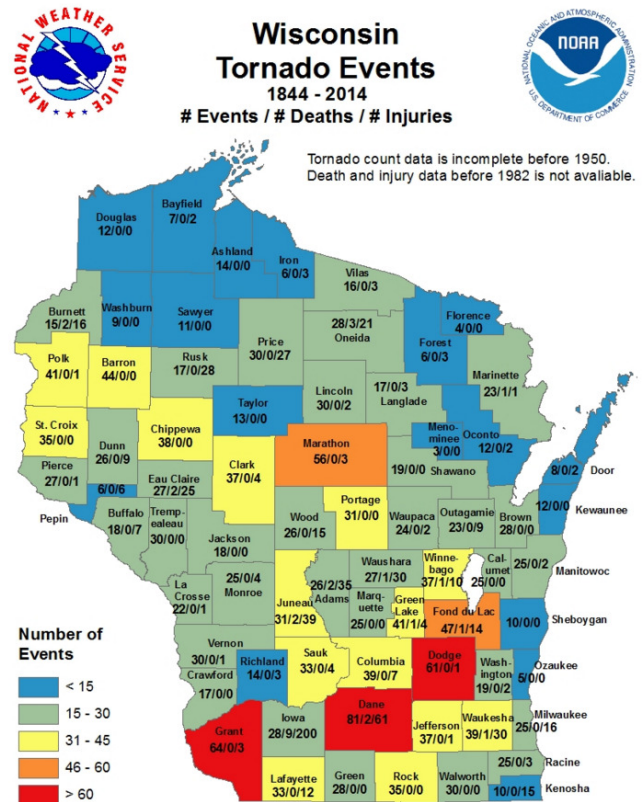 NATIONAL WEATHER SERVICE
Wisconsin
Tornado Events
1844 - 2014
# Events / # Deaths / # Injuries
NATIONAL OCEANIC AND ATMOSPHERIC ADMINISTRATION
NOAA
U.S. DEPARTMENT OF COMMERCE
Tornado count data is incomplete before 1950.
Death and injury data before 1982 is not avaliable.
Douglas
12/0/0
Bayfield
7/0/2
Ashland
14/0/0
Iron
6/0/3
Vilas
16/0/3
Burnett
15/2/16
Washburn
9/0/0
Sawyer
11/0/0
Price
30/0/27
28/3/21
Oneida
Forest
6/0/3
Florence
4/0/0
Marinette
23/1/1
Polk
41/0/1
Barron
44/0/0
Rusk
17/0/28
Taylor
13/0/0
Lincoln
30/0/2
17/0/3
Langlade
Meno-
minee
3/0/0
Oconto
12/0/2
St. Croix
35/0/0
Dunn
26/0/9
Chippewa
38/0/0
Clark
37/0/4
Marathon
56/0/3
19/0/0
Shawano
8/0/2
Door
Pierce
27/0/1
6/0/6
Pepin
Eau Claire
27/2/25
Buffalo
18/0/7
Tremp-
ealeau
30/0/0
Jackson
18/0/0
Wood
26/0/15
Portage
31/0/0
Waupaca
24/0/2
Outagamie
23/0/9
Brown
28/0/0
12/0/0
Kewaunee
La
Crosse
22/0/1
25/0/4
Monroe
Juneau
31/2/39
26/2/35
Adams
Waushara
27/1/30
Marq-
uette
25/0/0
Green
Lake
41/1/4
Winne-
bago
37/1/10
Cal-
umet
25/0/0
25/0/2
Manitowoc
Fond du Lac
47/1/14
10/0/0
Sheboygan
Vernon
30/0/1
Crawford
17/0/0
Richland
14/0/3
Sauk
33/0/4
Columbia
39/0/7
Dodge
61/0/1
Wash-
ington
19/0/2
Ozaukee
5/0/0
Grant
64/0/3
Iowa
28/9/200
Dane
81/2/61
Jefferson
37/0/1
Waukesha
39/1/30
Milwaukee
25/0/16
Lafayette
33/0/12
Green
28/0/0
Rock
35/0/0
Walworth
30/0/0
25/0/3
Racine
10/0/15
Kenosha
Number of
Events
< 15
15 - 30
31 - 45
46 - 60
> 60